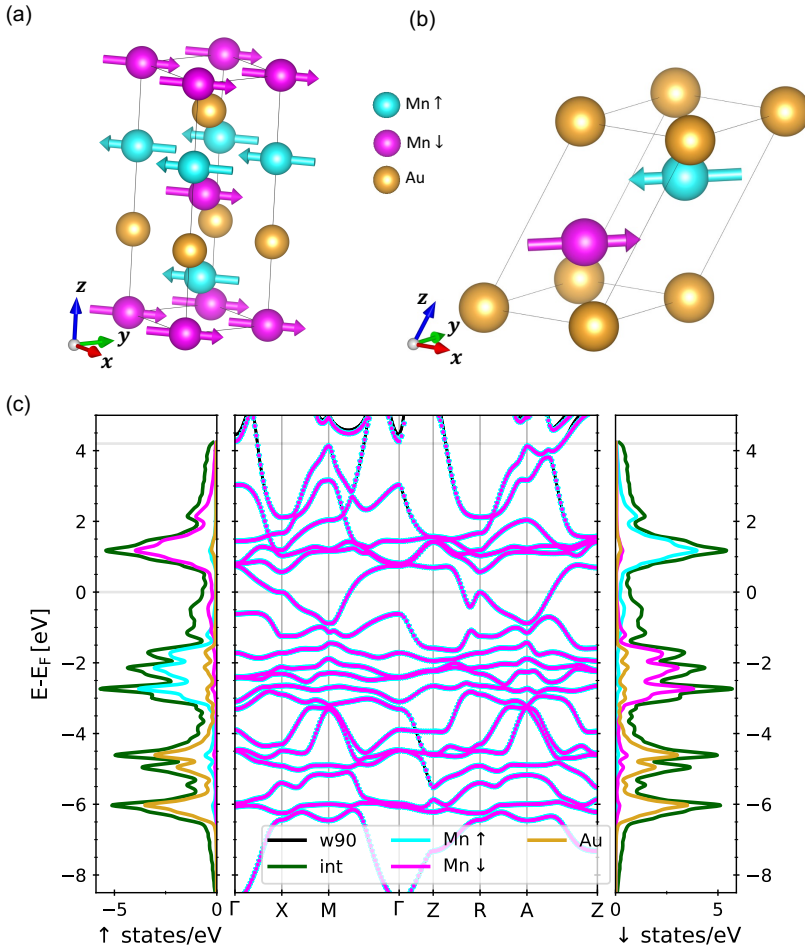 (a)
(b)
Mn ↑
Mn ↓
Au
z
y
x
z
y
x
(c)
E-E_F [eV]
4
2
0
−2
−4
−6
−8
4
2
0
−2
−4
−6
−8
w90
int
Mn ↑
Mn ↓
Au
−5
0
Γ
X
M
Γ
Z
R
A
Z
0
5
↑ states/eV
↓ states/eV